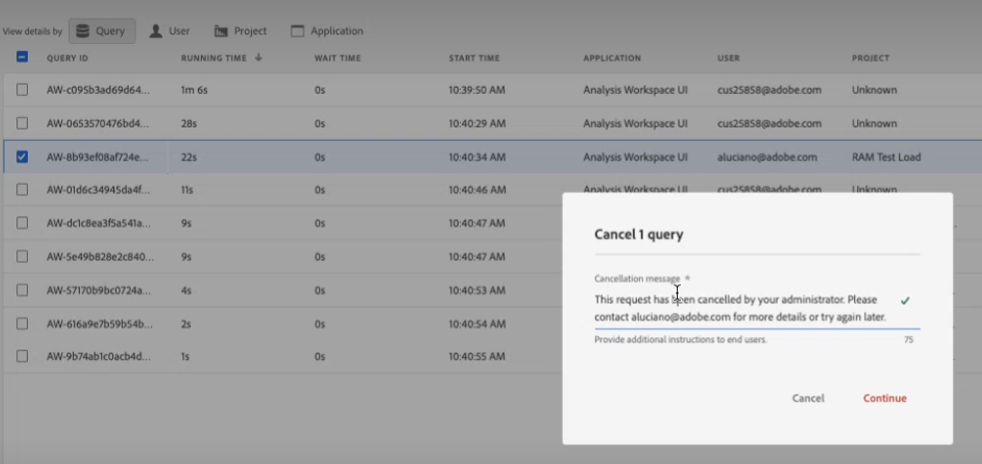 View details by Query User Project Application
QUERY ID RUNNING TIME WAIT TIME START TIME APPLICATION USER PROJECT
AW-c095b3ad69d64... 1m 6s 0s 10:39:50 AM Analysis Workspace UI cus25858@adobe.com Unknown
AW-0653570476bd4... 28s 0s 10:40:29 AM Analysis Workspace UI cus25858@adobe.com Unknown
AW-8b93ef08af724e... 22s 0s 10:40:34 AM Analysis Workspace UI aluciano@adobe.com RAM Test Load
AW-01d6c34945da4f... 11s 0s 10:40:46 AM Analysis Workspace UI cus25858@adobe.com Unknown
AW-dc1c8ea3f5a541a... 9s 0s 10:40:47 AM
AW-5e49b828e2c840... 9s 0s 10:40:47 AM
AW-57170b9bc0724a... 4s 0s 10:40:53 AM
AW-616a9e7b59b54b... 2s 0s 10:40:54 AM
AW-9b74ab1c0acb4d... 1s 0s 10:40:55 AM
Cancel 1 query
Cancellation message *
This request has been cancelled by your administrator. Please
contact aluciano@adobe.com for more details or try again later.
Provide additional instructions to end users. 75
Cancel Continue